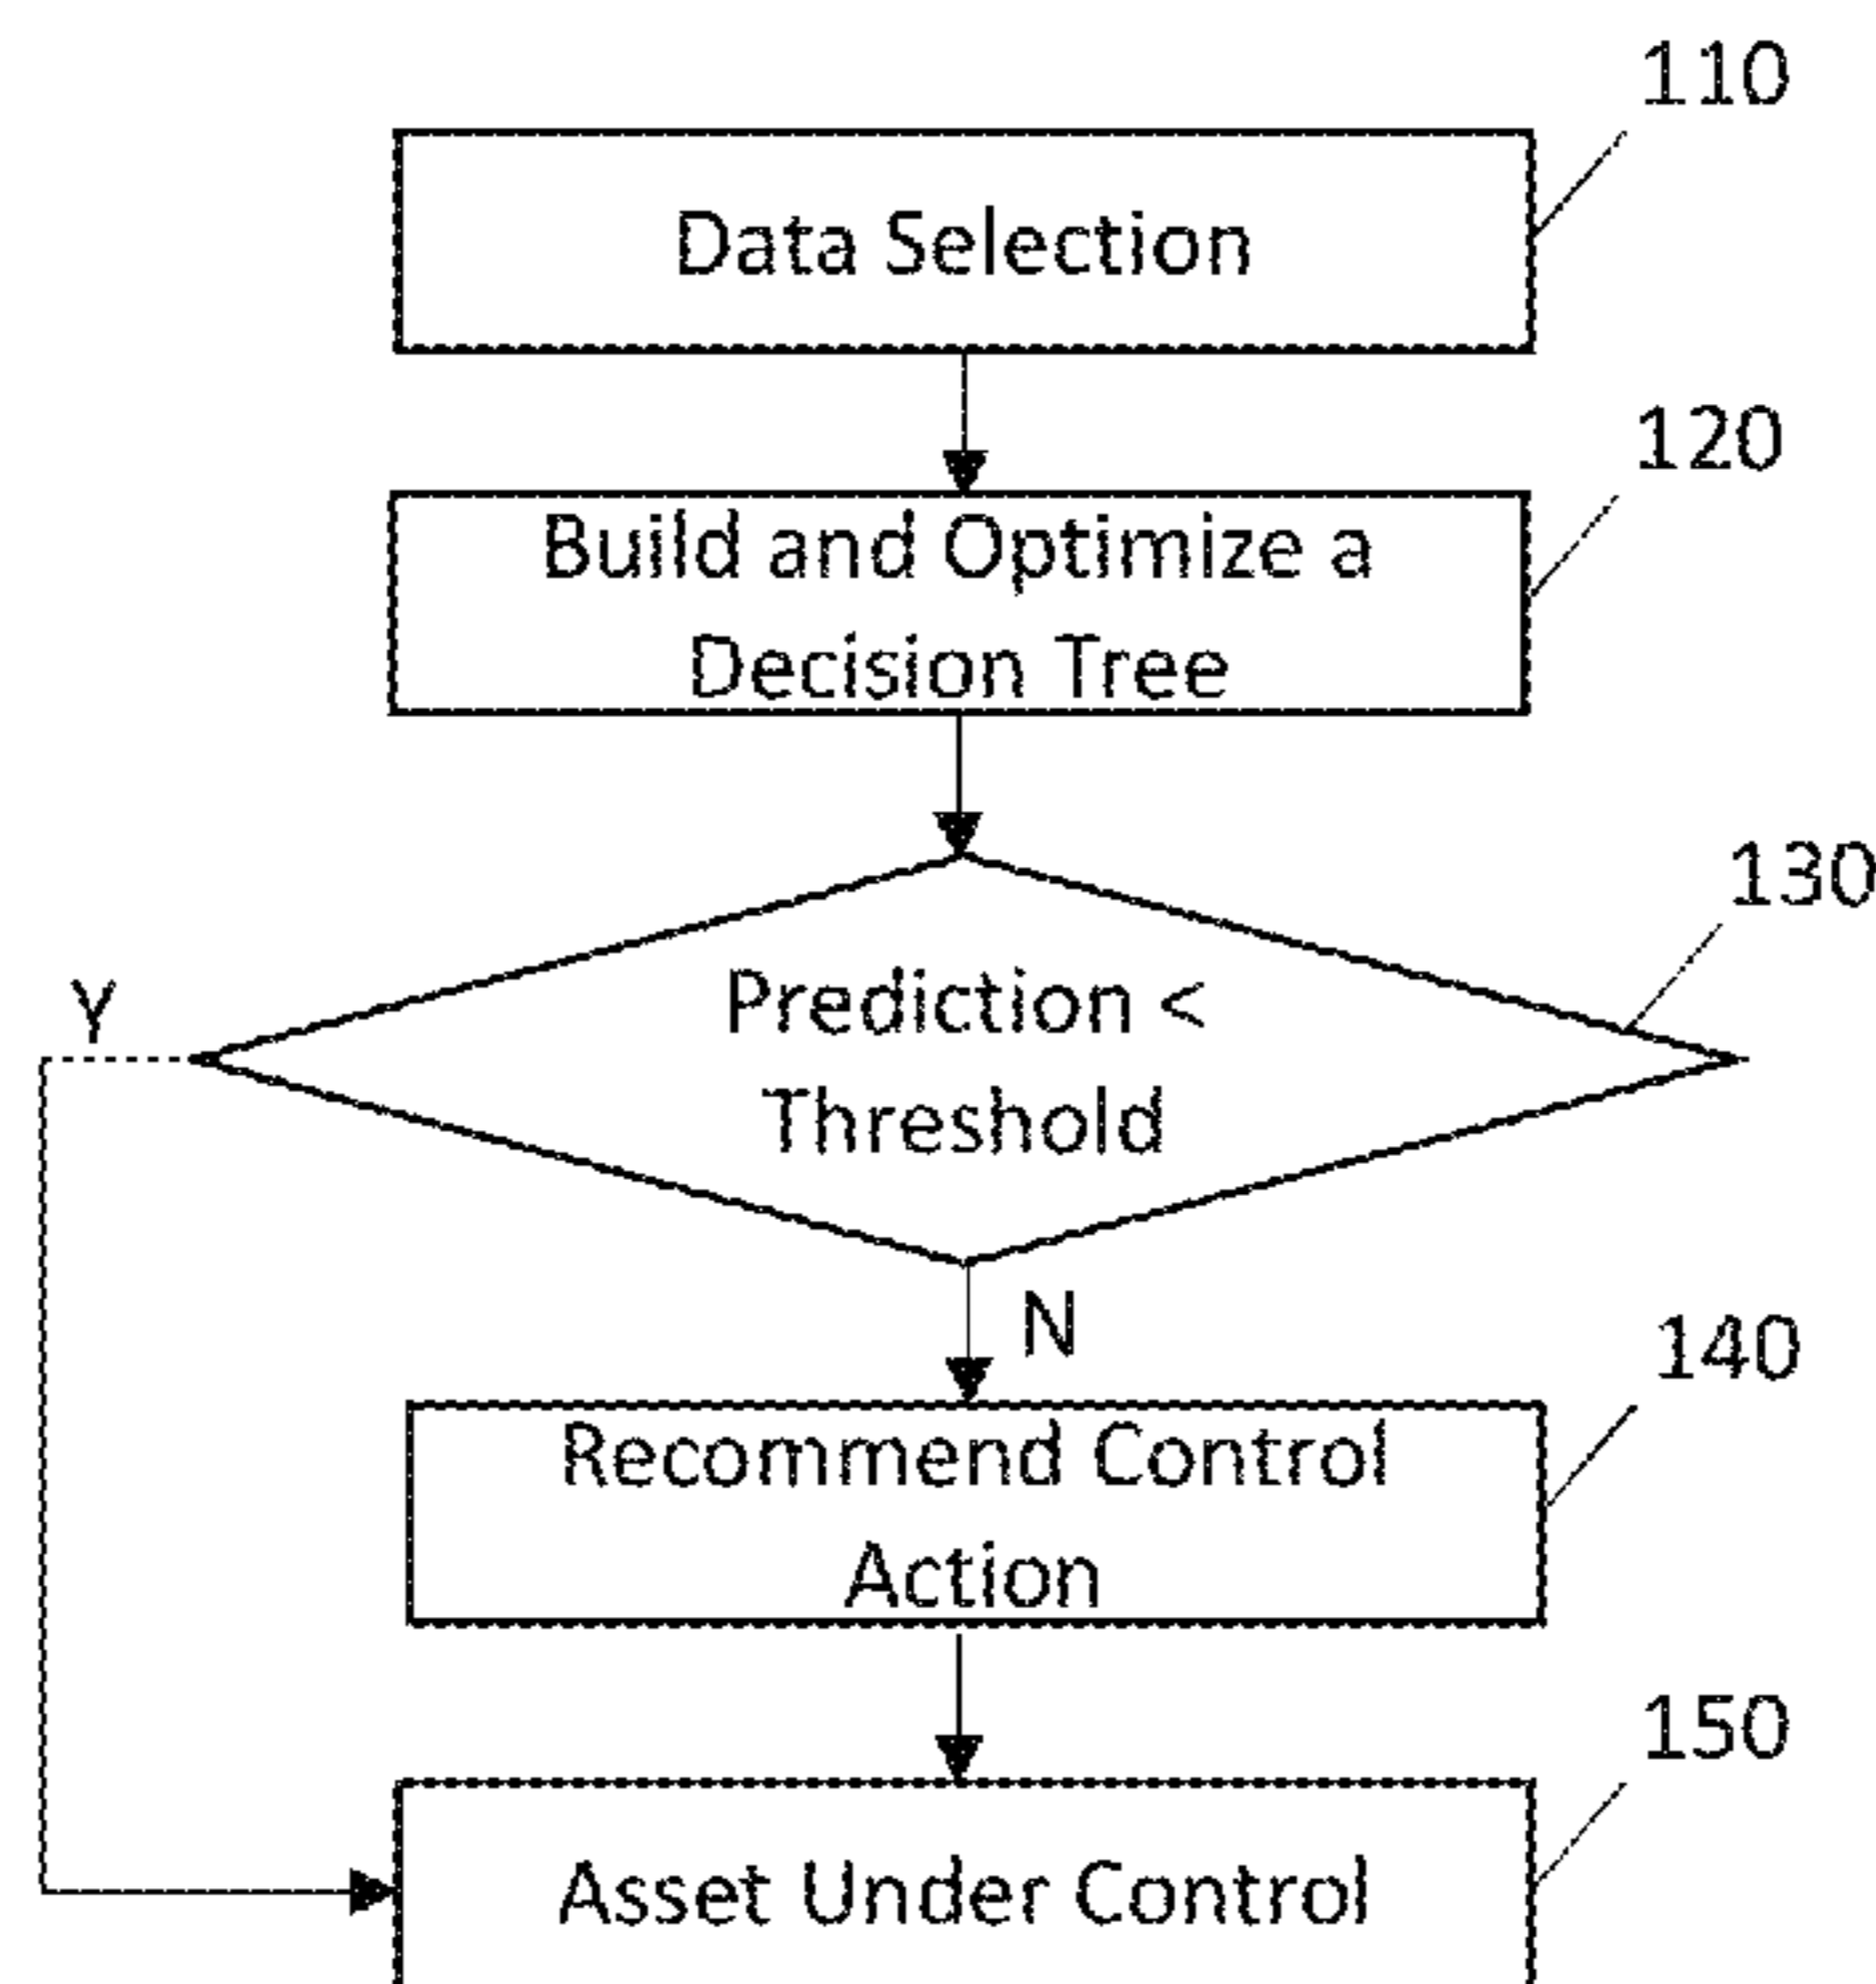 110
Data Selection
120
Build and Optimize a
Decision Tree
130
Prediction <
Threshold
Y
N
140
Recommend Control
Action
150
Asset Under Control